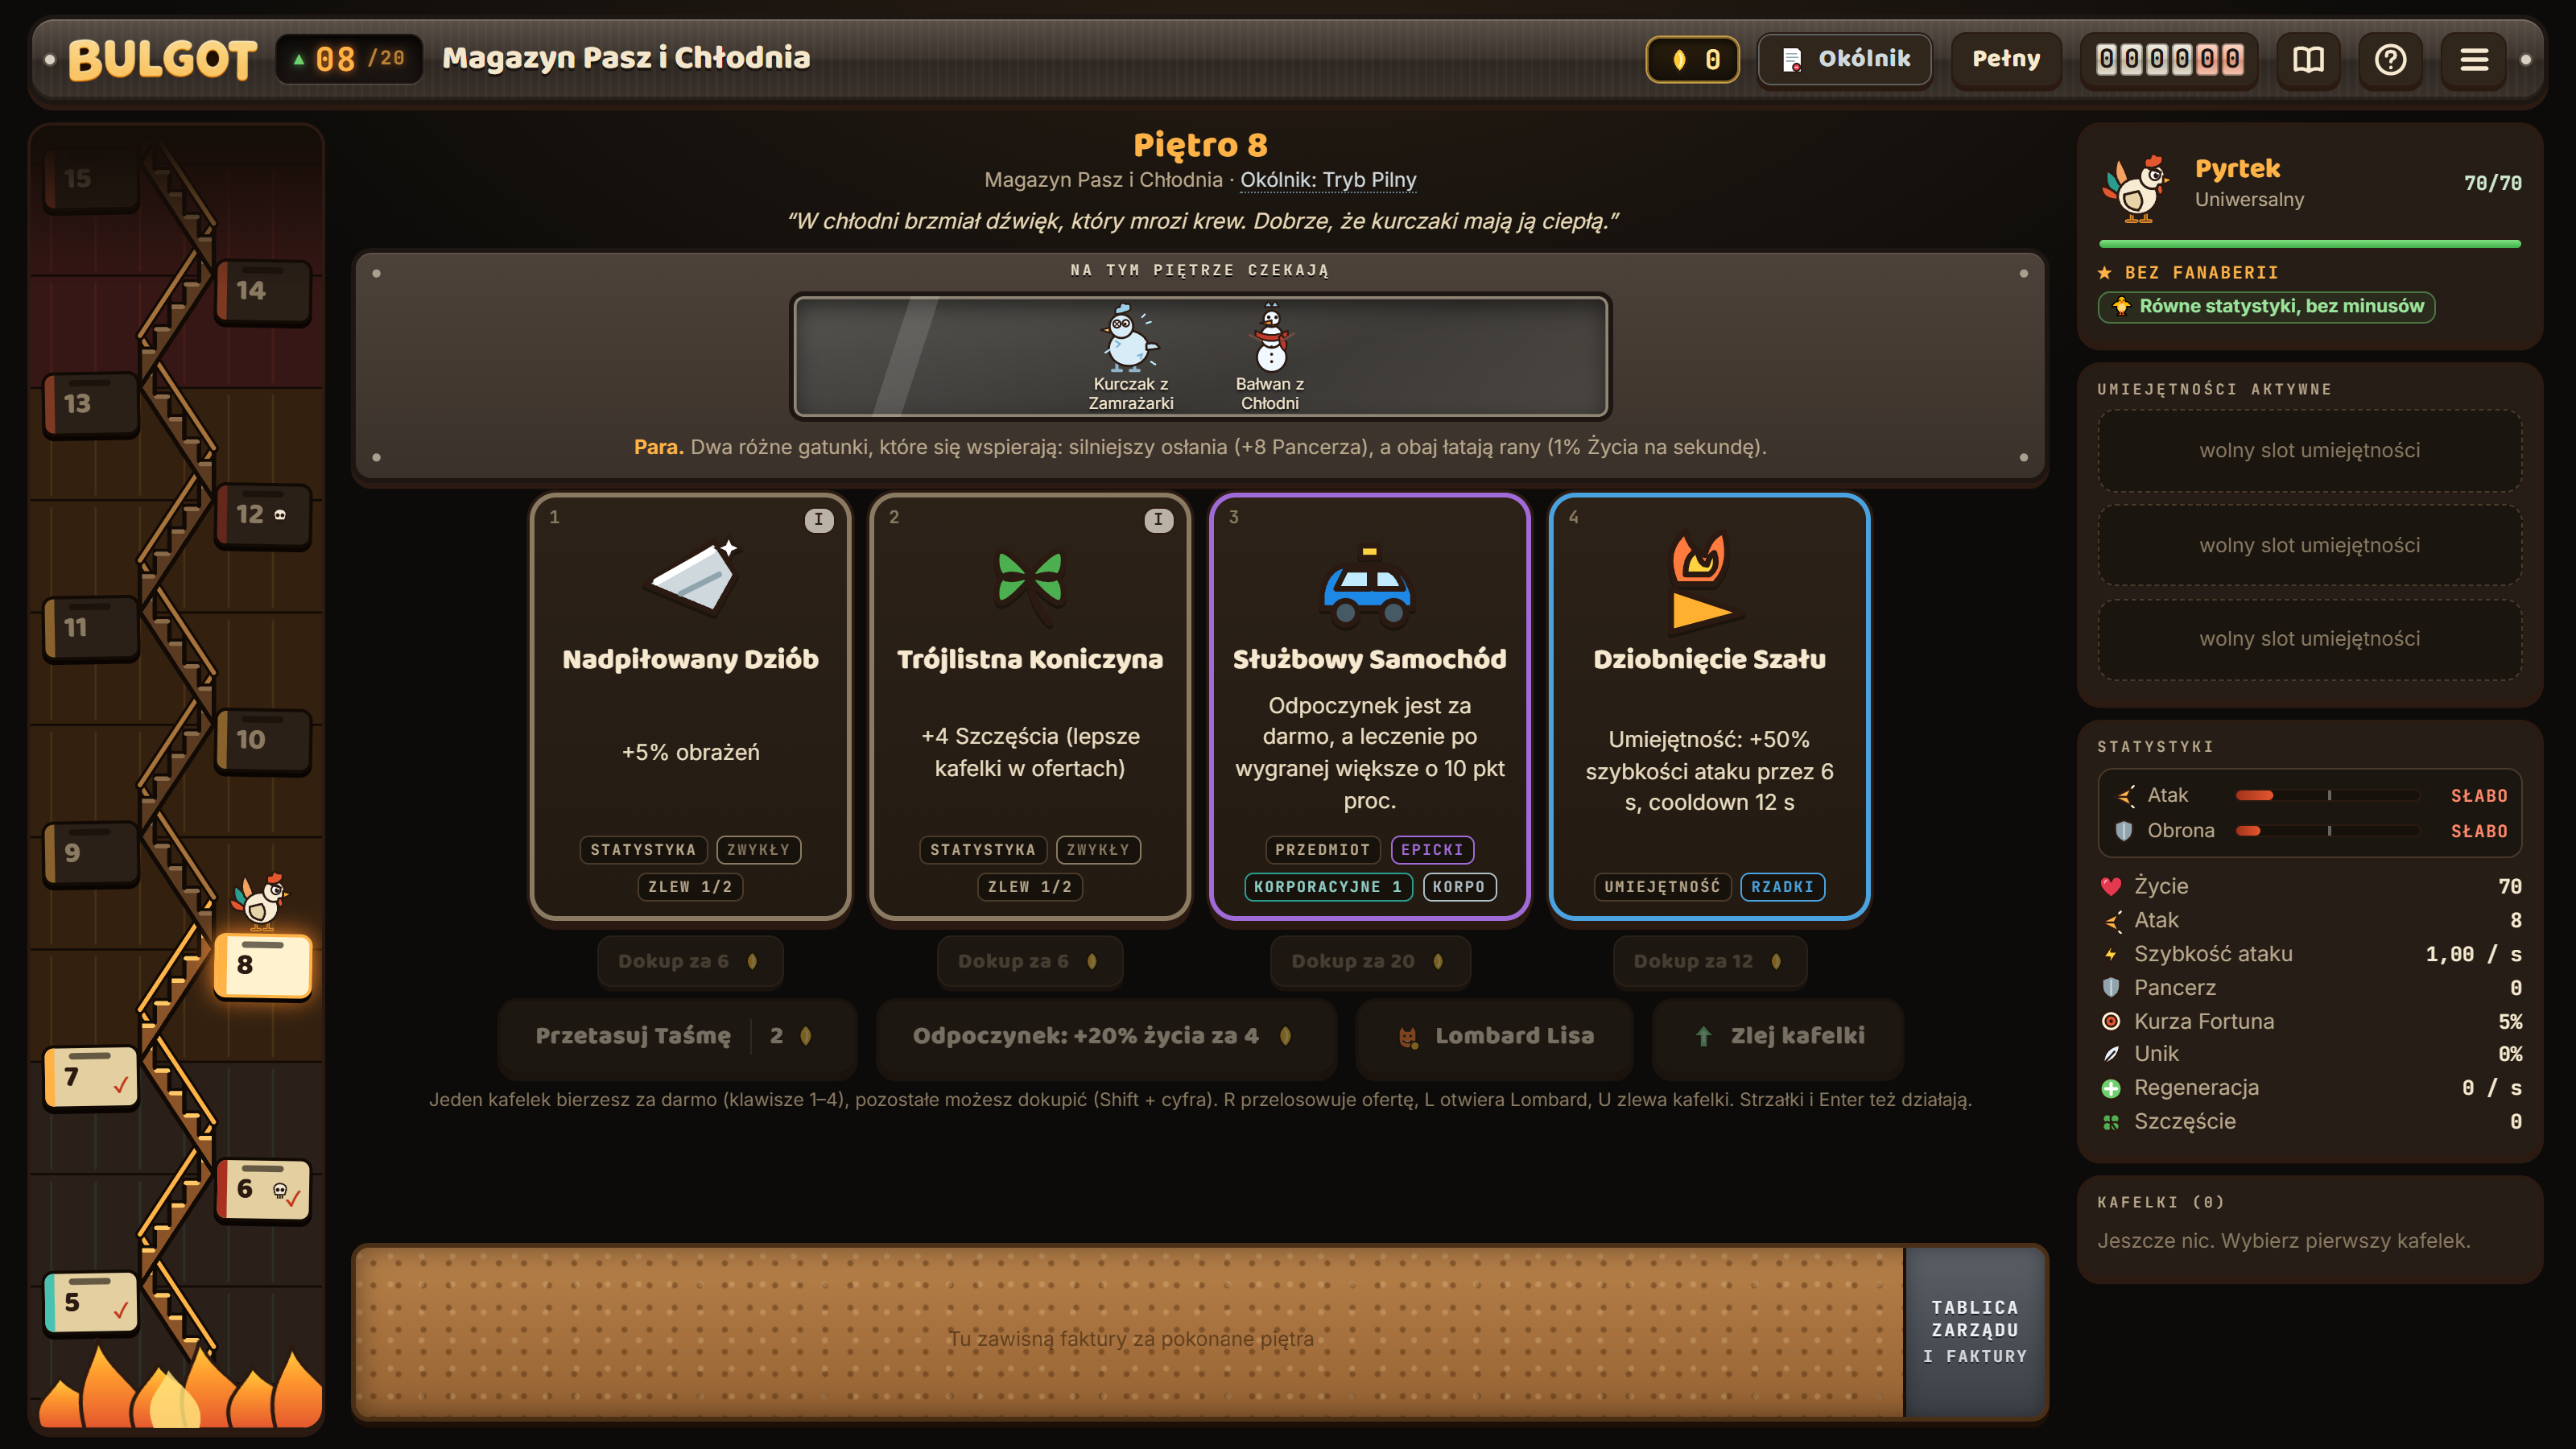 BULGOT
▲ 08 /20
Magazyn Pasz i Chłodnia
0
Okólnik
Pełny
000000
15
14
13
12
11
10
9
8
7
6
5
Piętro 8
Magazyn Pasz i Chłodnia · Okólnik: Tryb Pilny
“W chłodni brzmiał dźwięk, który mrozi krew. Dobrze, że kurczaki mają ją ciepłą.”
NA TYM PIĘTRZE CZEKAJĄ
Kurczak z
Zamrażarki
Bałwan z
Chłodni
Para. Dwa różne gatunki, które się wspierają: silniejszy osłania (+8 Pancerza), a obaj łatają rany (1% Życia na sekundę).
1
I
Nadpiłowany Dziób
+5% obrażeń
STATYSTYKA
ZWYKŁY
ZLEW 1/2
Dokup za 6
2
I
Trójlistna Koniczyna
+4 Szczęścia (lepsze
kafelki w ofertach)
STATYSTYKA
ZWYKŁY
ZLEW 1/2
Dokup za 6
3
Służbowy Samochód
Odpoczynek jest za
darmo, a leczenie po
wygranej większe o 10 pkt
proc.
PRZEDMIOT
EPICKI
KORPORACYJNE 1
KORPO
Dokup za 20
4
Dziobnięcie Szału
Umiejętność: +50%
szybkości ataku przez 6
s, cooldown 12 s
UMIEJĘTNOŚĆ
RZADKI
Dokup za 12
Przetasuj Taśmę 2
Odpoczynek: +20% życia za 4
Lombard Lisa
Zlej kafelki
Jeden kafelek bierzesz za darmo (klawisze 1–4), pozostałe możesz dokupić (Shift + cyfra). R przelosowuje ofertę, L otwiera Lombard, U zlewa kafelki. Strzałki i Enter też działają.
Tu zawisną faktury za pokonane piętra
TABLICA
ZARZĄDU
I FAKTURY
Pyrtek
Uniwersalny
70/70
★ BEZ FANABERII
Równe statystyki, bez minusów
UMIEJĘTNOŚCI AKTYWNE
wolny slot umiejętności
wolny slot umiejętności
wolny slot umiejętności
STATYSTYKI
Atak SŁABO
Obrona SŁABO
Życie 70
Atak 8
Szybkość ataku 1,00 / s
Pancerz 0
Kurza Fortuna 5%
Unik 0%
Regeneracja 0 / s
Szczęście 0
KAFELKI (0)
Jeszcze nic. Wybierz pierwszy kafelek.